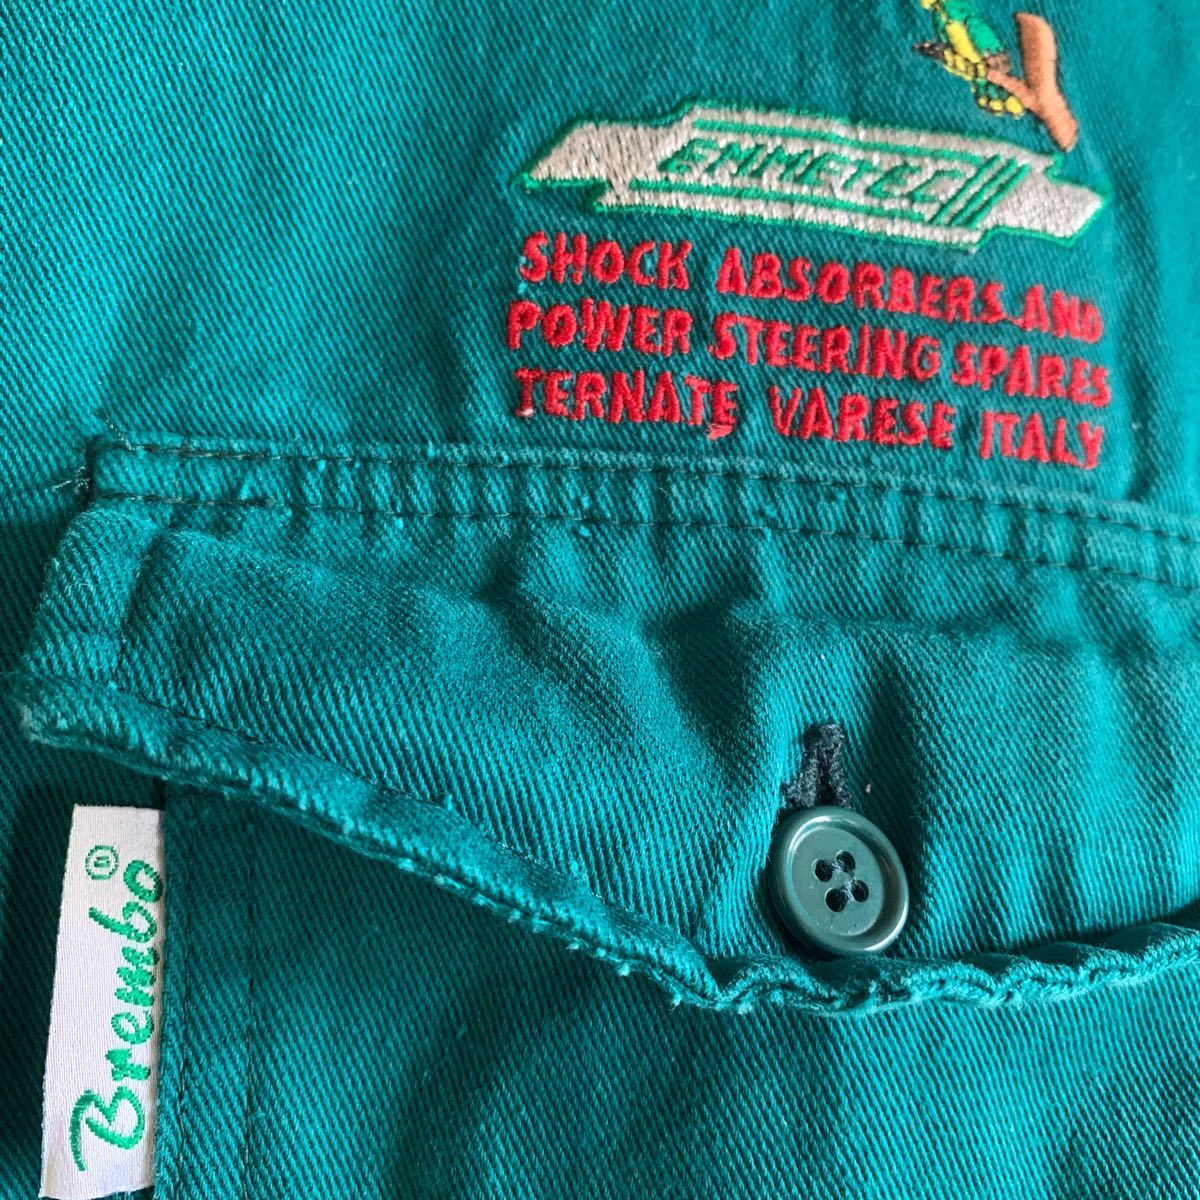 EMMETEC
SHOCK ABSORBERS AND
POWER STEERING SPARES
TERNATE VARESE ITALY
Brembo®